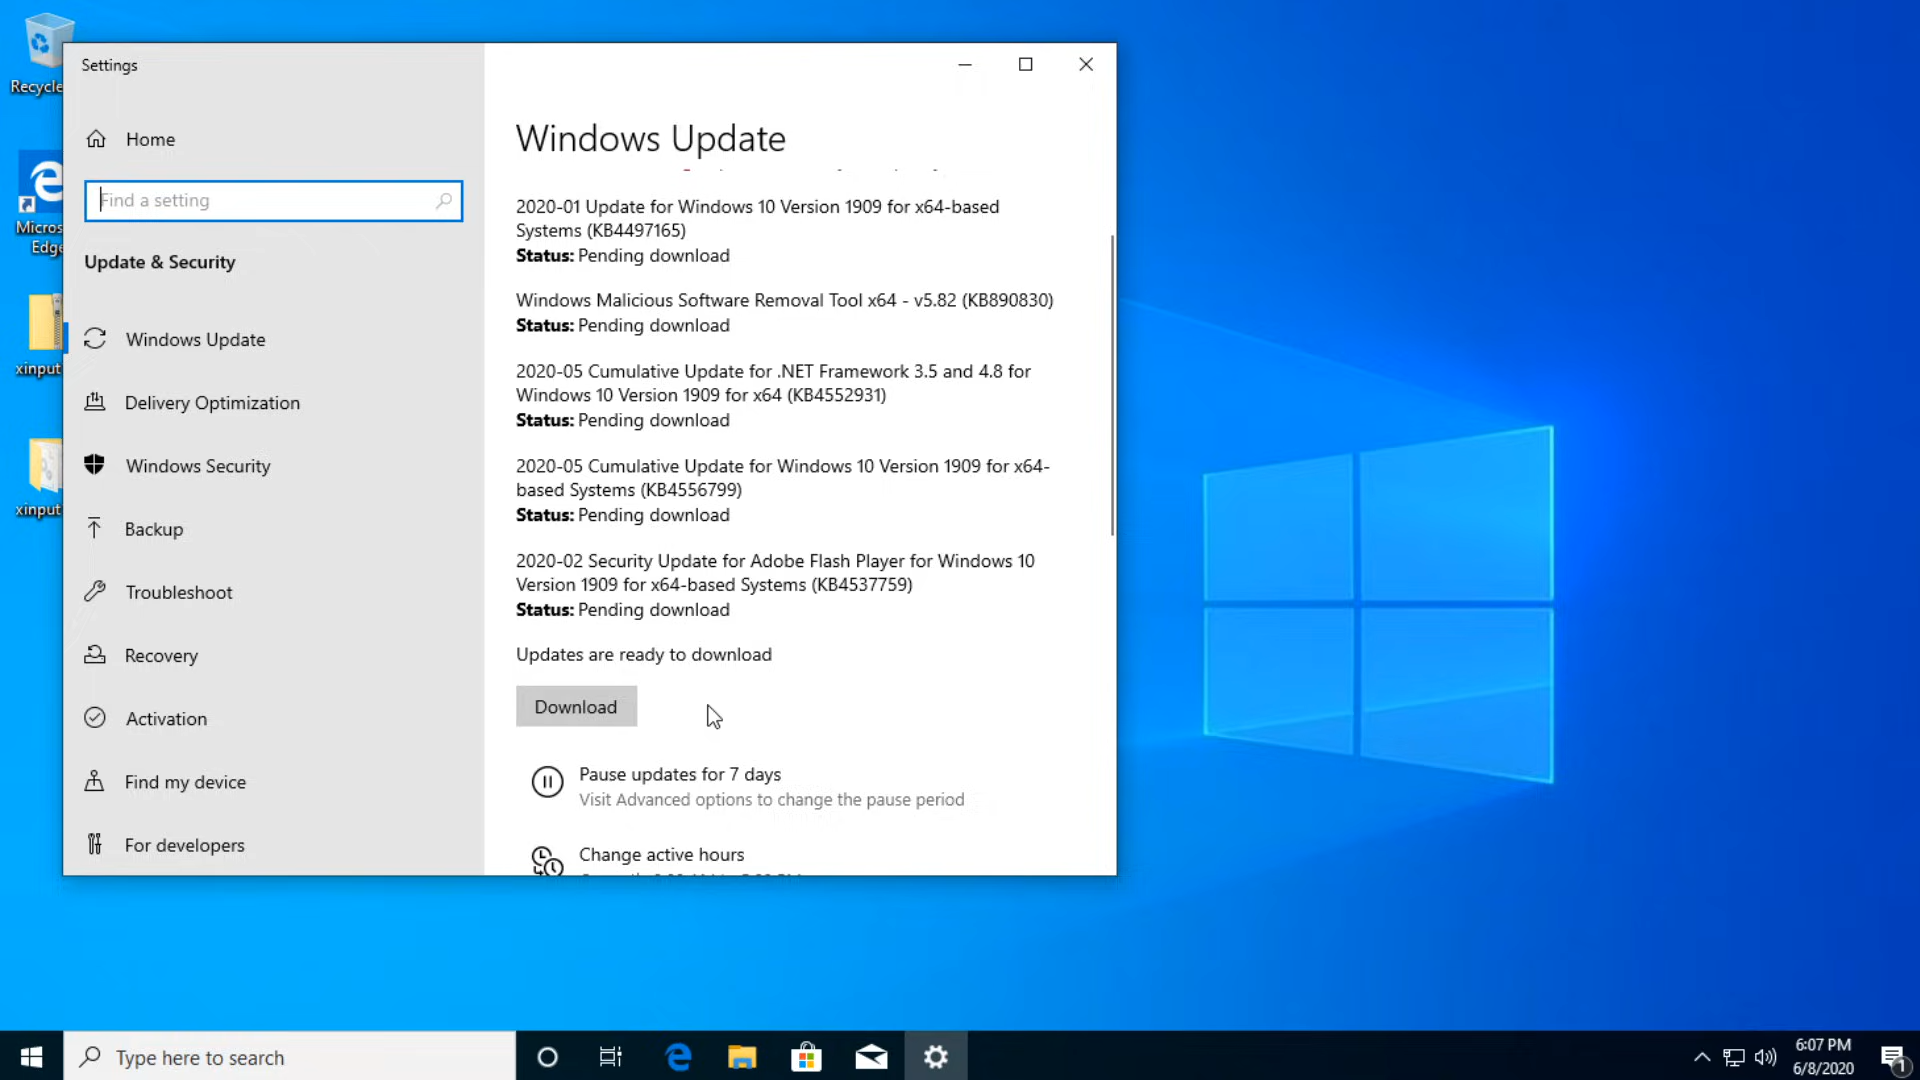 Recycle
Micros
Edge
xinput
xinput
Settings
Home
Find a setting
Update & Security
Windows Update
Delivery Optimization
Windows Security
Backup
Troubleshoot
Recovery
Activation
Find my device
For developers
Windows Update
2020-01 Update for Windows 10 Version 1909 for x64-based
Systems (KB4497165)
Status: Pending download
Windows Malicious Software Removal Tool x64 - v5.82 (KB890830)
Status: Pending download
2020-05 Cumulative Update for .NET Framework 3.5 and 4.8 for
Windows 10 Version 1909 for x64 (KB4552931)
Status: Pending download
2020-05 Cumulative Update for Windows 10 Version 1909 for x64-
based Systems (KB4556799)
Status: Pending download
2020-02 Security Update for Adobe Flash Player for Windows 10
Version 1909 for x64-based Systems (KB4537759)
Status: Pending download
Updates are ready to download
Download
Pause updates for 7 days
Visit Advanced options to change the pause period
Change active hours
Type here to search
6:07 PM
6/8/2020
1